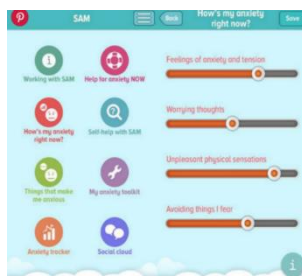 SAM
Back
How's my anxiety
right now?
Save
Working with SAM
Help for anxiety NOW
How's my anxiety
right now?
Self-help with SAM
Things that make
me anxious
My anxiety toolkit
Anxiety tracker
Social cloud
Feelings of anxiety and tension
Worrying thoughts
Unpleasant physical sensations
Avoiding things I fear